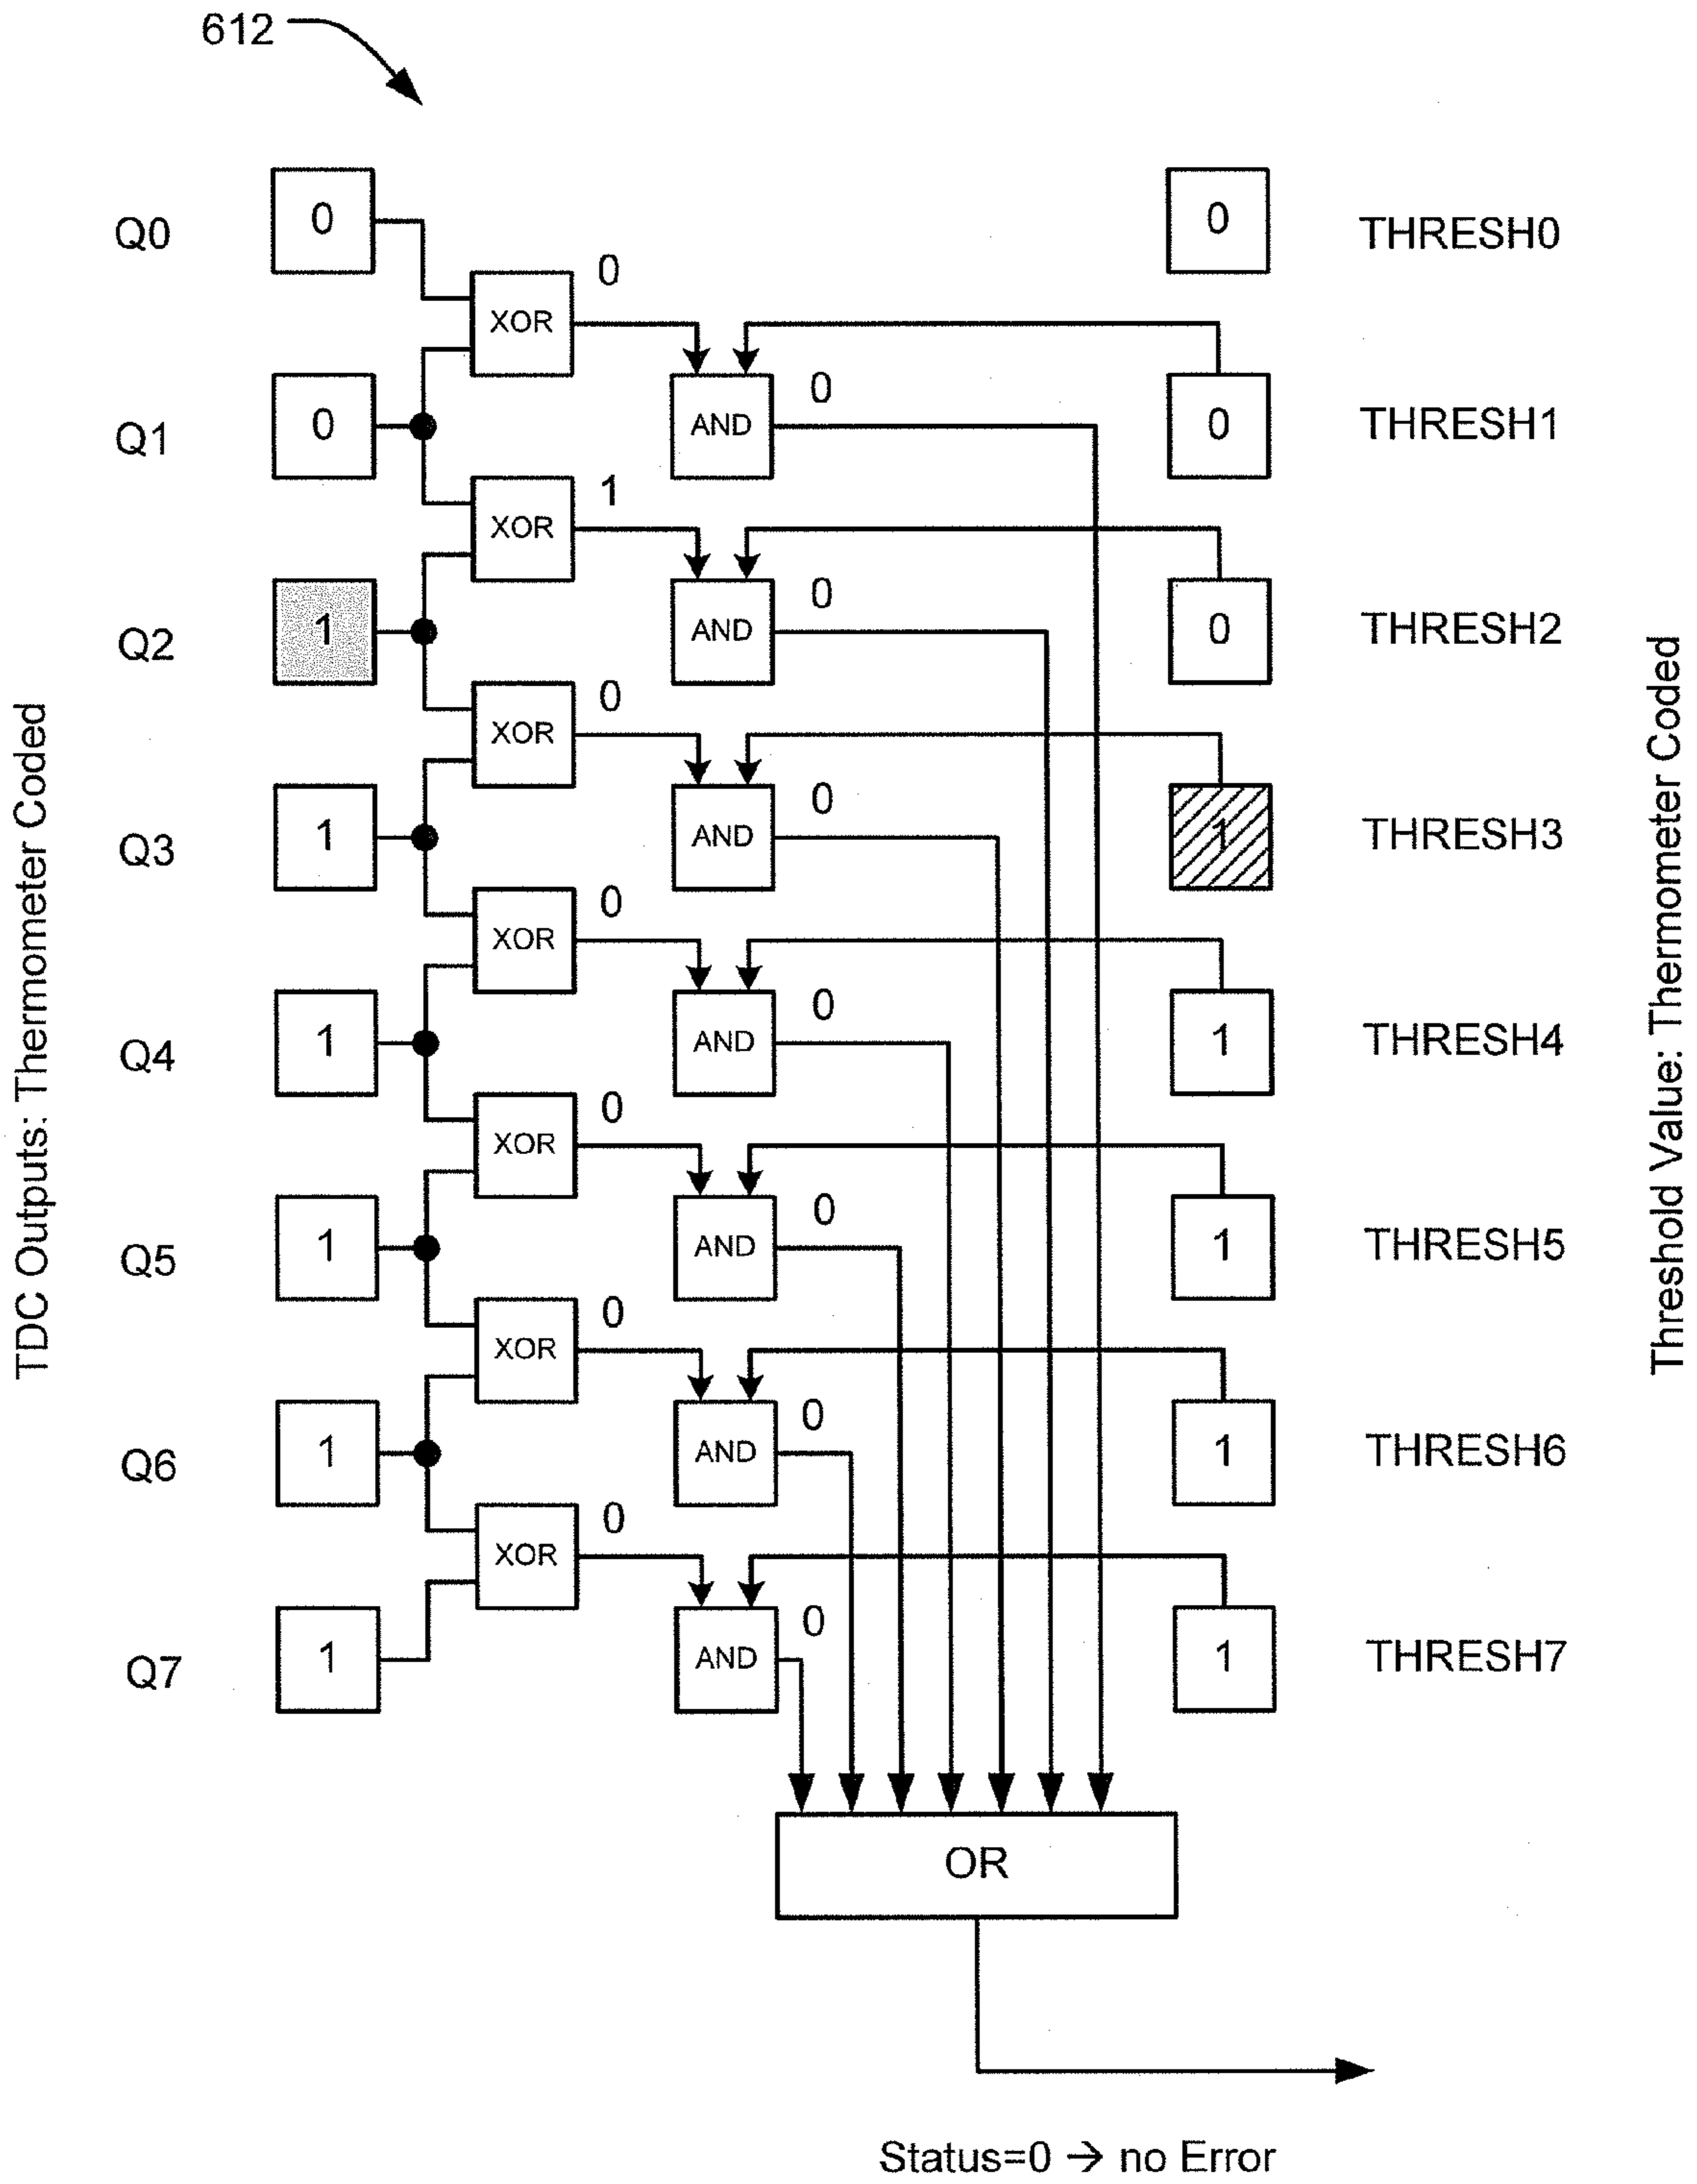 612
Q0
0
0
THRESH0
XOR
0
Q1
0
AND
0
0
THRESH1
XOR
1
Q2
1
AND
0
0
THRESH2
XOR
0
Q3
1
AND
0
1
THRESH3
XOR
0
Q4
1
AND
0
1
THRESH4
XOR
0
Q5
1
AND
0
1
THRESH5
XOR
0
Q6
1
AND
0
1
THRESH6
XOR
0
Q7
1
AND
0
1
THRESH7
OR
Status=0 → no Error
TDC Outputs: Thermometer Coded
Threshold Value: Thermometer Coded